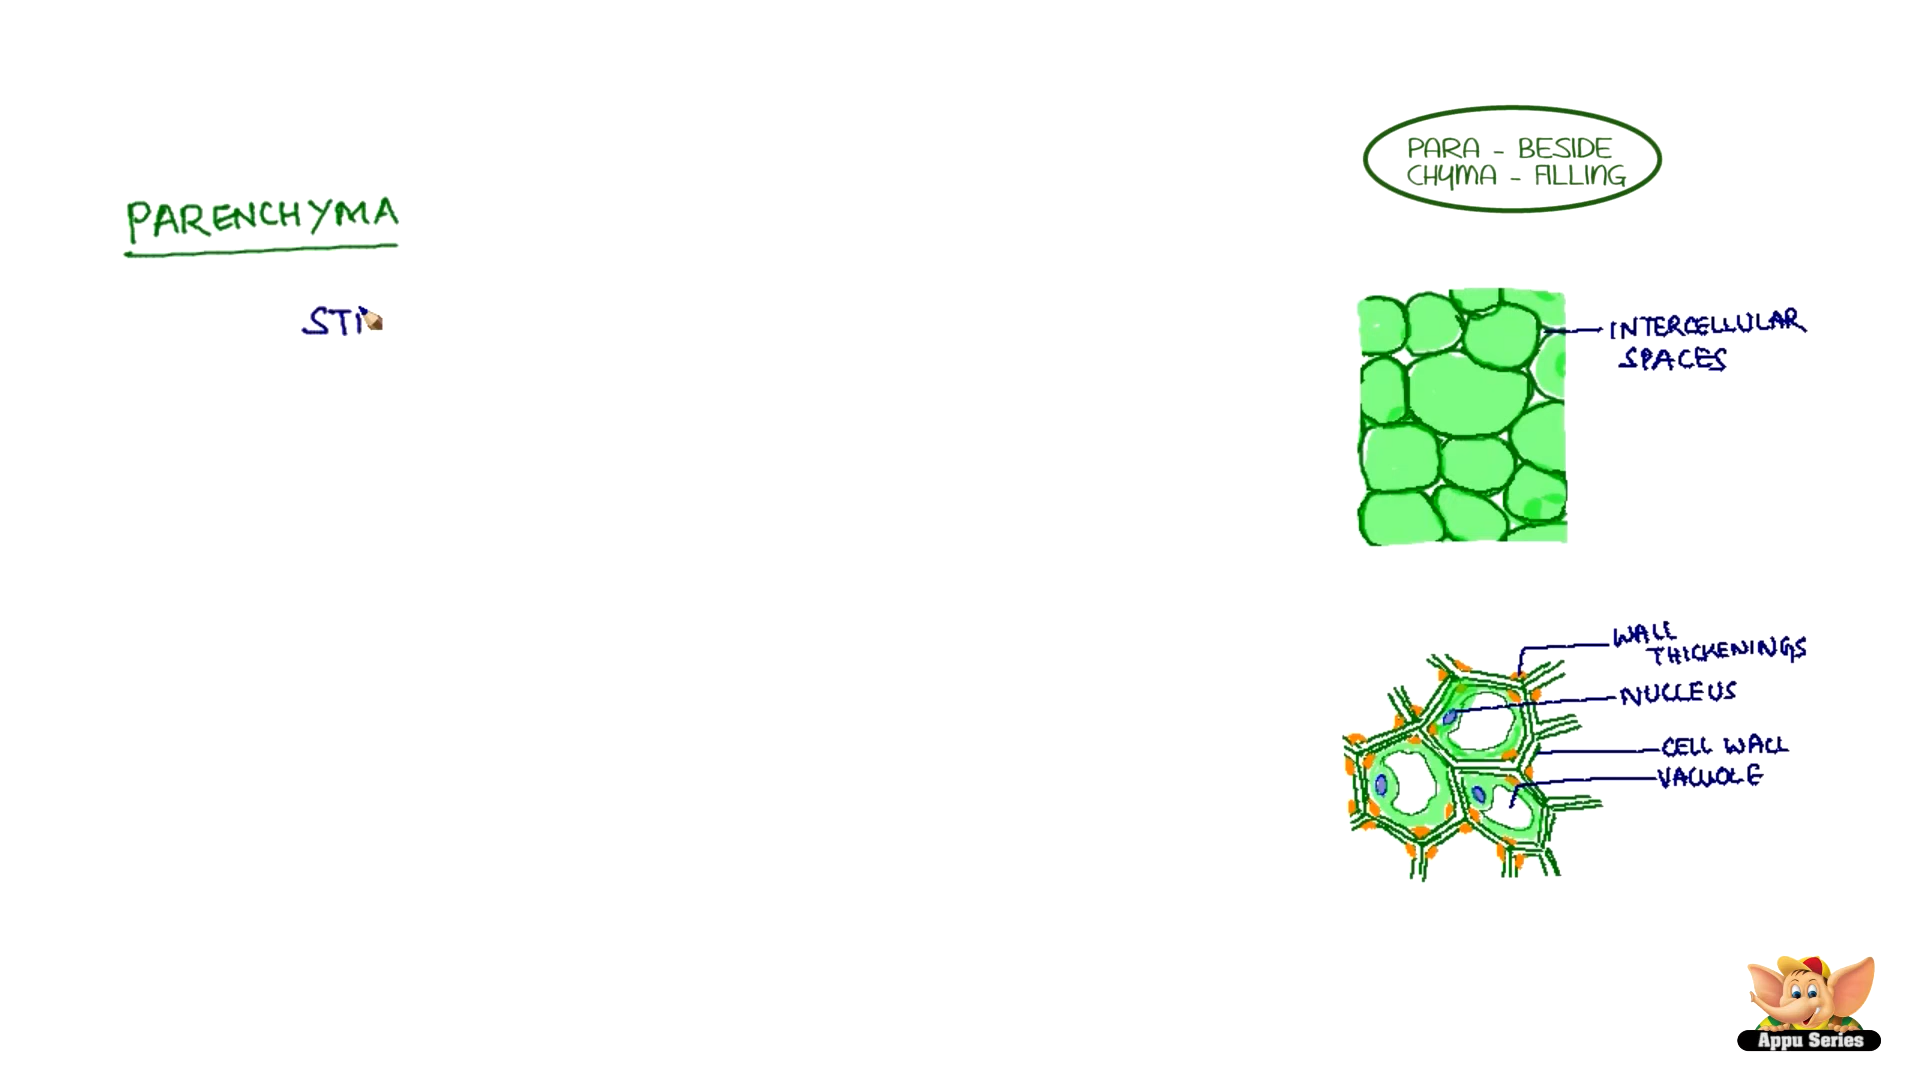 PARA - BESIDE
CHYMA - FILLING
PARENCHYMA
STI
INTERCELLULAR
SPACES
WALL
THICKENINGS
NUCLEUS
CELL WALL
VACUOLE
Appu Series